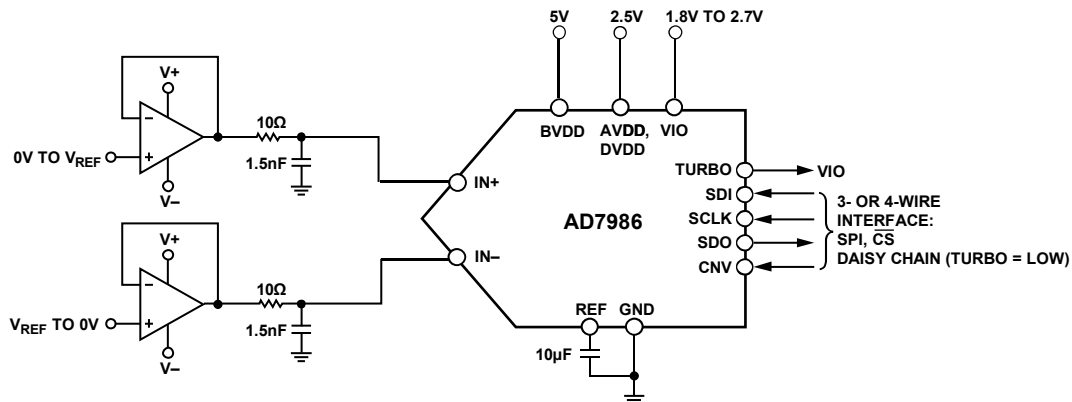 5V
2.5V
1.8V TO 2.7V
V+
−
+
0V TO VREF
V−
10Ω
1.5nF
BVDD
AVDD,
DVDD
VIO
IN+
IN−
AD7986
TURBO
VIO
SDI
SCLK
SDO
CNV
3- OR 4-WIRE
INTERFACE:
SPI, C̅S̅
DAISY CHAIN (TURBO = LOW)
V+
−
+
VREF TO 0V
V−
10Ω
1.5nF
REF
GND
10µF